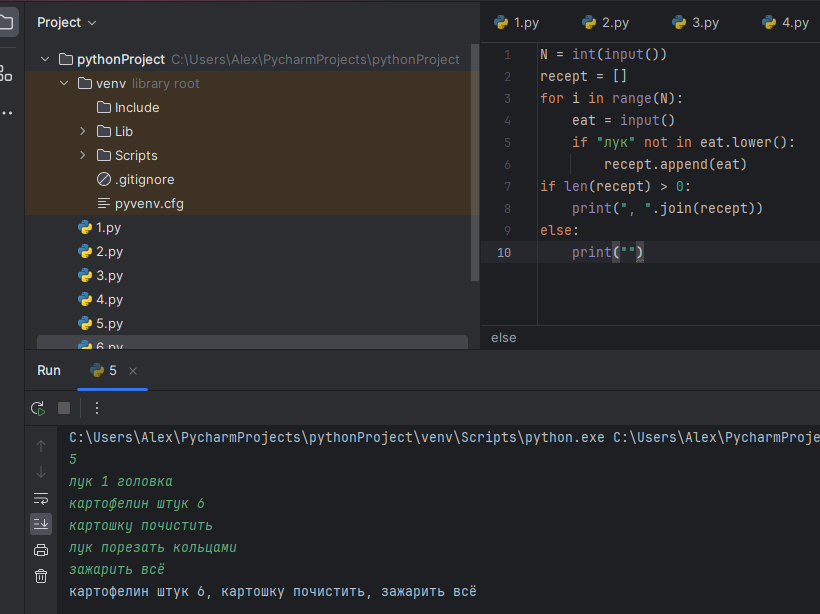 Project
1.py 2.py 3.py 4.py
pythonProject C:\Users\Alex\PycharmProjects\pythonProject
venv library root
Include
Lib
Scripts
.gitignore
pyvenv.cfg
1.py
2.py
3.py
4.py
5.py
6.py
1 N = int(input())
2 recept = []
3 for i in range(N):
4 eat = input()
5 if "лук" not in eat.lower():
6 recept.append(eat)
7 if len(recept) > 0:
8 print(", ".join(recept))
9 else:
10 print("")
else
Run 5
C:\Users\Alex\PycharmProjects\pythonProject\venv\Scripts\python.exe C:\Users\Alex\PycharmProje
5
лук 1 головка
картофелин штук 6
картошку почистить
лук порезать кольцами
зажарить всё
картофелин штук 6, картошку почистить, зажарить всё